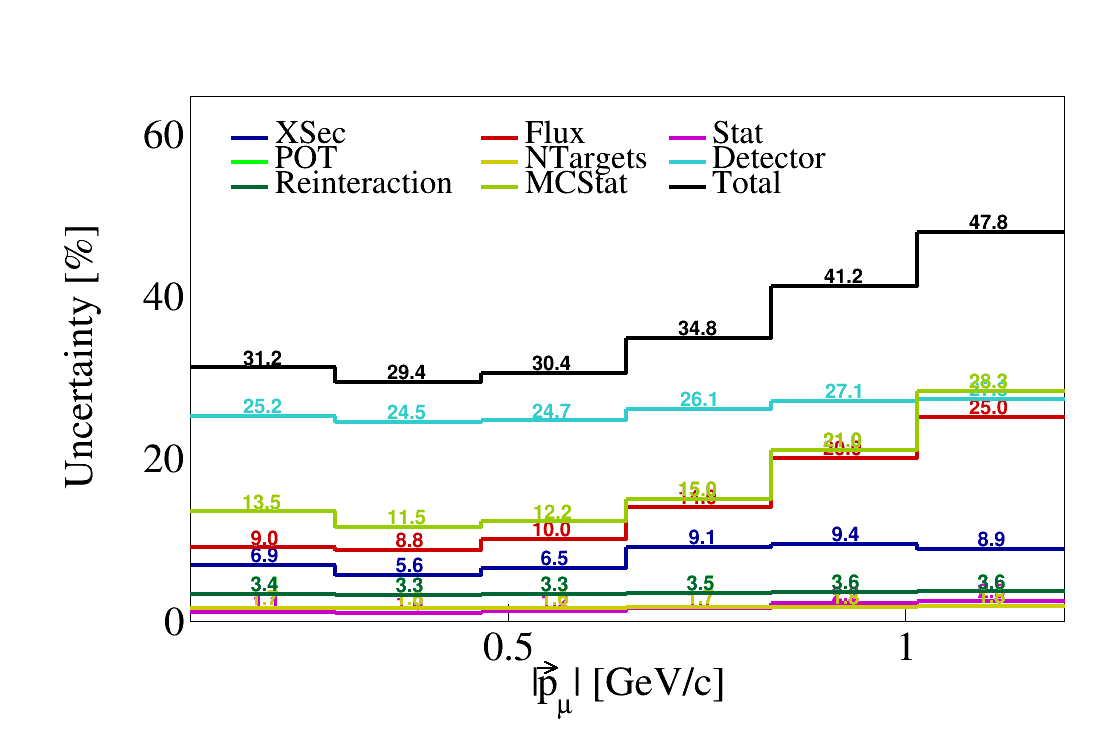 60
XSec Flux Stat
POT NTargets Detector
Reinteraction MCStat Total
Uncertainty [%]
47.8
41.2
40
34.8
31.2 29.4 30.4
28.3
25.2 24.5 24.7 26.1 27.1
25.0
20
21.0
15.0
13.5 11.5 12.2
9.0 8.8 10.0
6.9 5.6 6.5 9.1 9.4 8.9
3.4 3.3 3.3 3.5 3.6 3.6
0
0.5 1
|p⃗μ| [GeV/c]